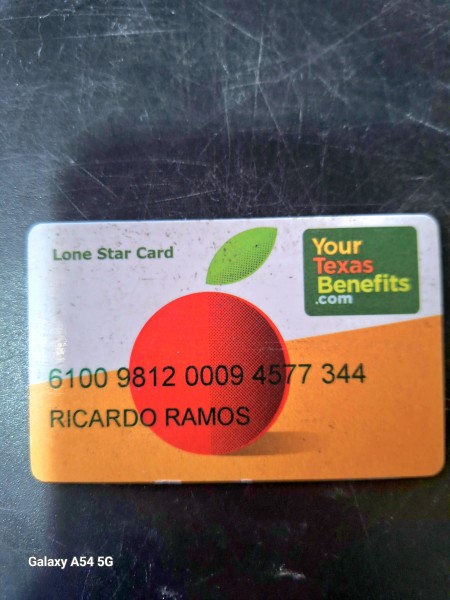 Lone Star Card
Your
Texas
Benefits
.com
6100 9812 0009 4577 344
RICARDO RAMOS
Galaxy A54 5G